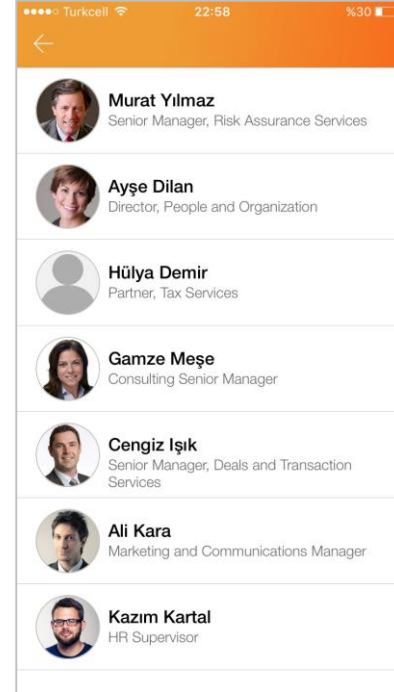 Turkcell 22:58 %30
Murat Yılmaz
Senior Manager, Risk Assurance Services
Ayşe Dilan
Director, People and Organization
Hülya Demir
Partner, Tax Services
Gamze Meşe
Consulting Senior Manager
Cengiz Işık
Senior Manager, Deals and Transaction
Services
Ali Kara
Marketing and Communications Manager
Kazım Kartal
HR Supervisor